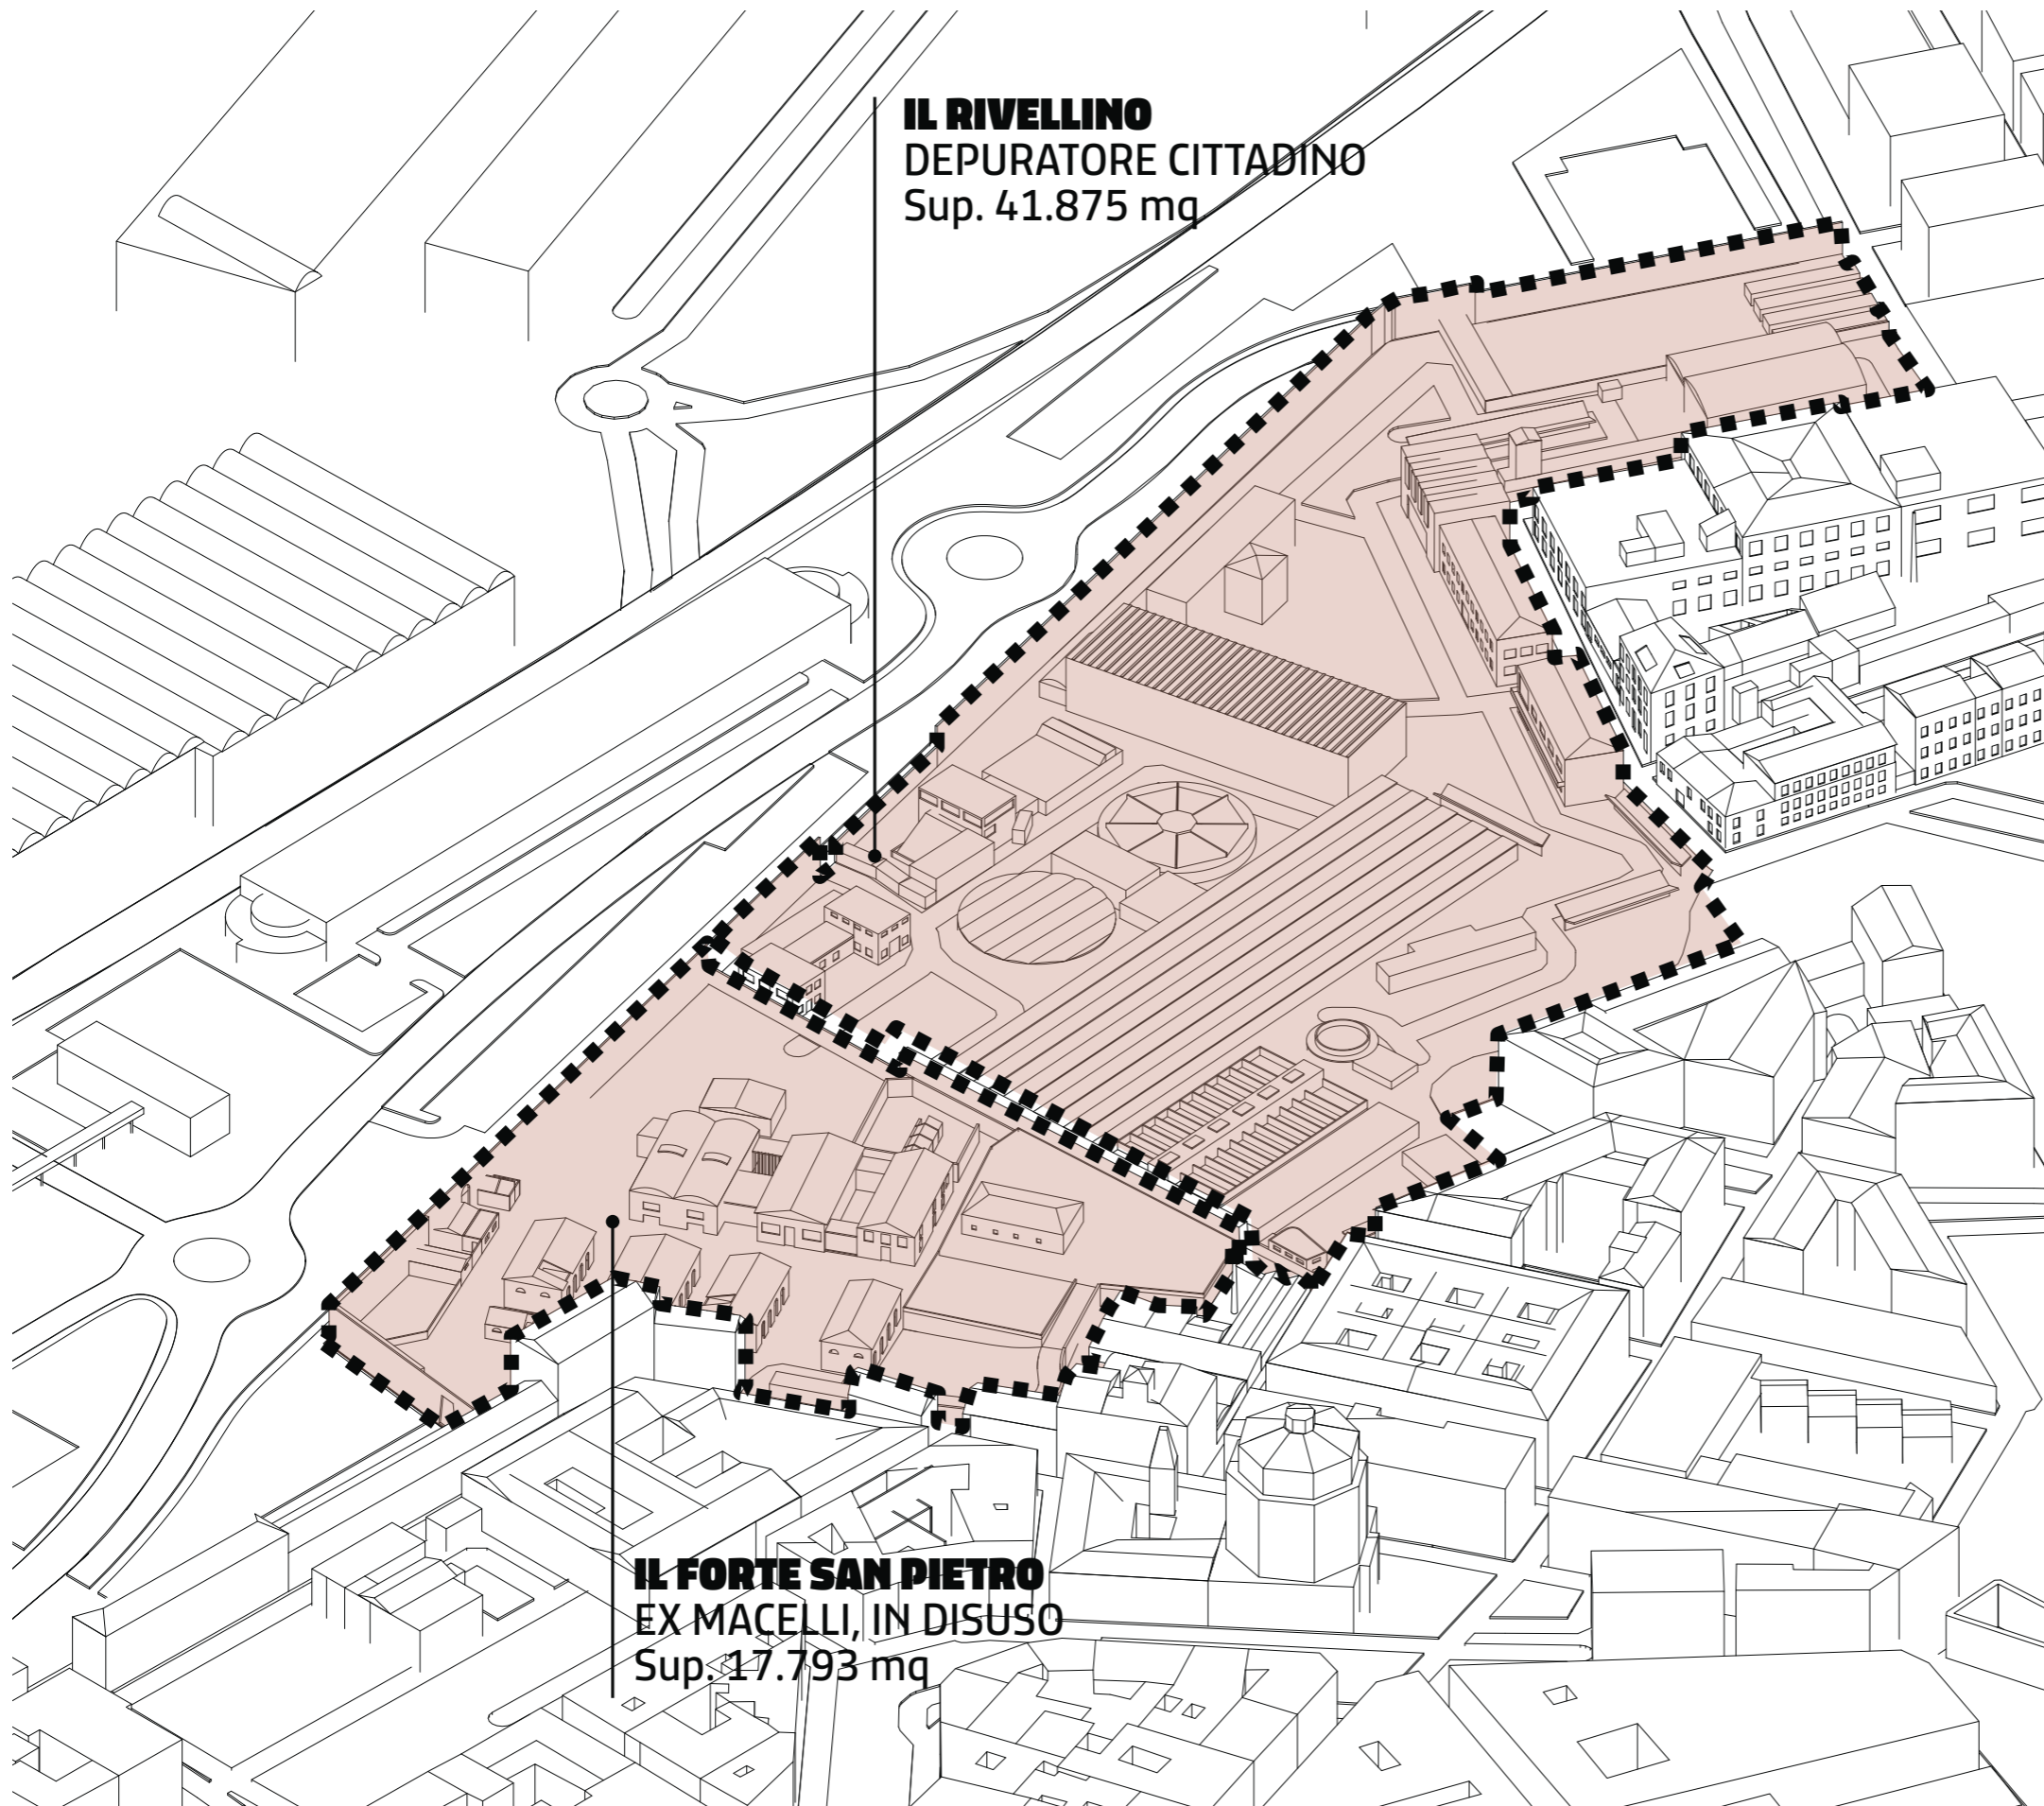 IL RIVELLINO
DEPURATORE CITTADINO
Sup. 41.875 mq
IL FORTE SAN PIETRO
EX MACELLI, IN DISUSO
Sup. 17.793 mq